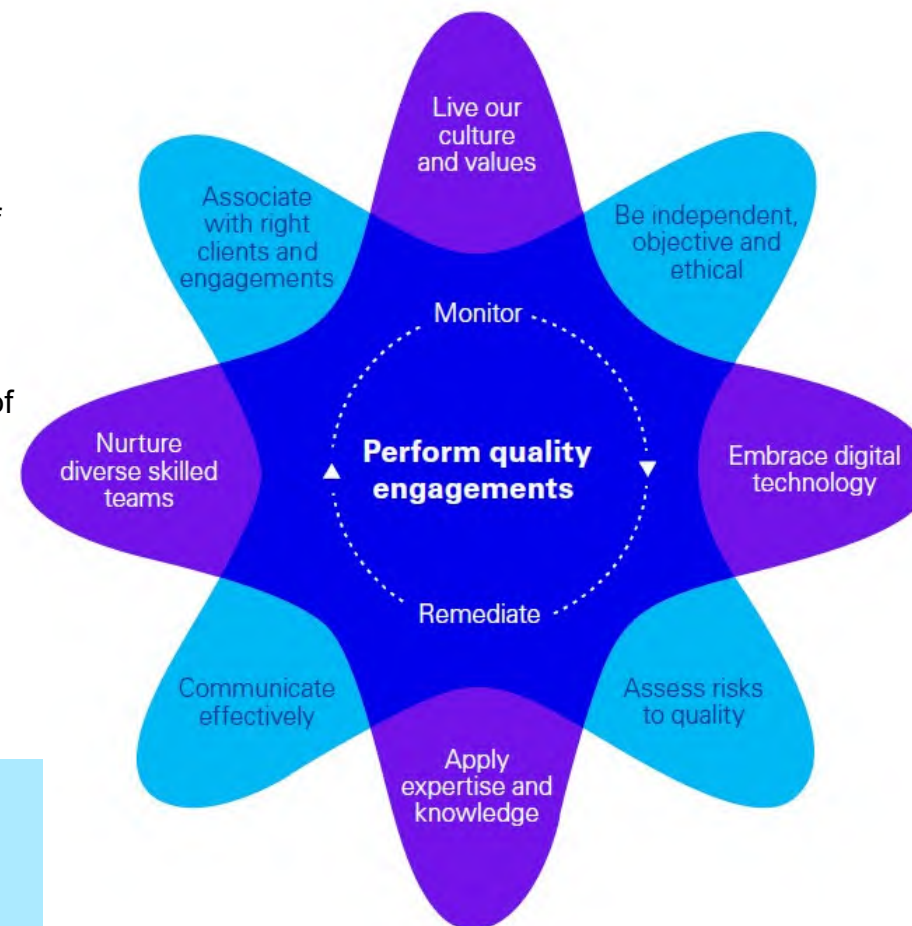 Live our
culture
and values
Associate
with right
clients and
engagements
Be independent,
objective and
ethical
Monitor
of
Nurture
diverse skilled
teams
Perform quality
engagements
Embrace digital
technology
Remediate
Communicate
effectively
Assess risks
to quality
Apply
expertise and
knowledge